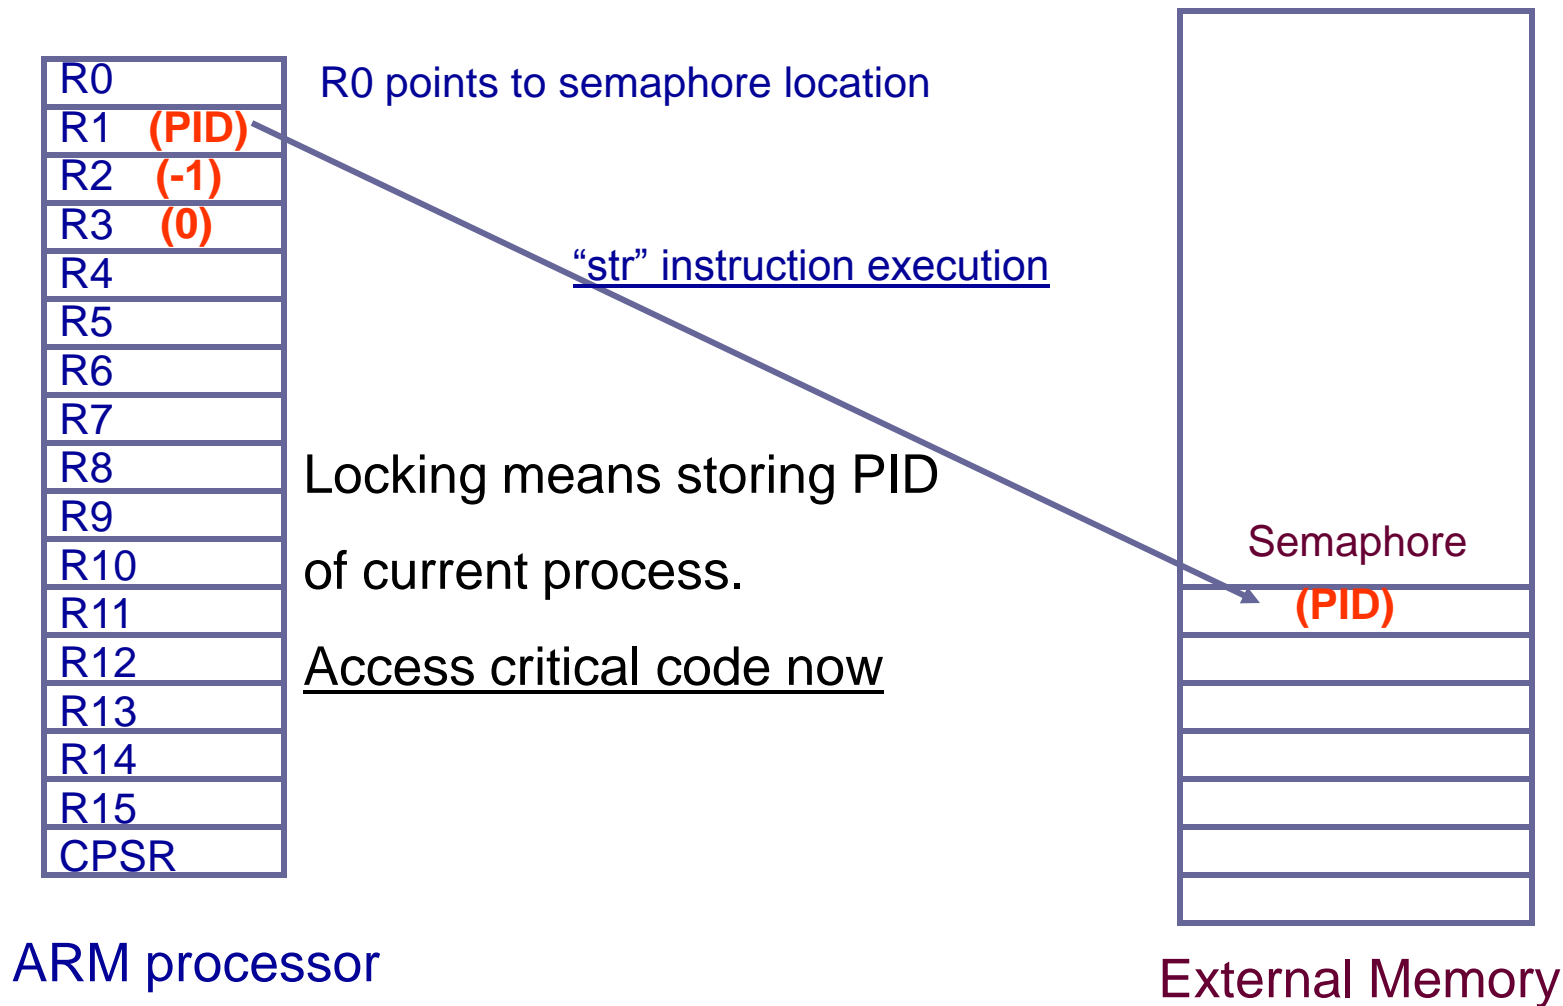 R0
R1 (PID)
R2 (-1)
R3 (0)
R4
R5
R6
R7
R8
R9
R10
R11
R12
R13
R14
R15
CPSR
ARM processor
R0 points to semaphore location
“str” instruction execution
Locking means storing PID
of current process.
Access critical code now
Semaphore
(PID)
External Memory